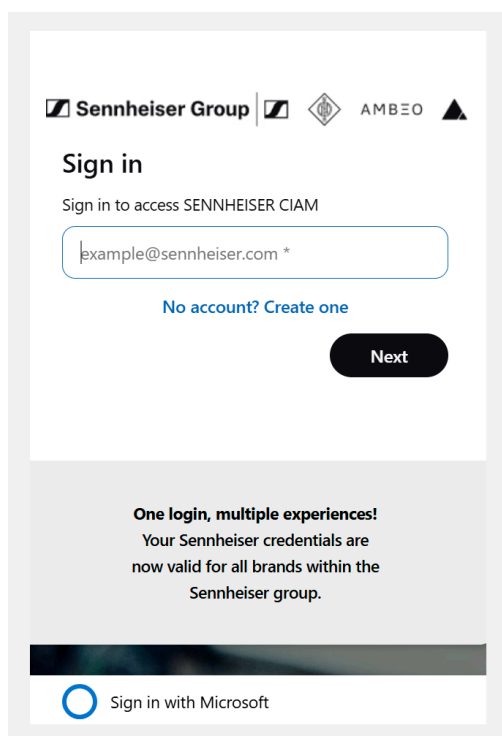 Sennheiser Group AMBEO
Sign in
Sign in to access SENNHEISER CIAM
example@sennheiser.com *
No account? Create one
Next
One login, multiple experiences!
Your Sennheiser credentials are
now valid for all brands within the
Sennheiser group.
Sign in with Microsoft